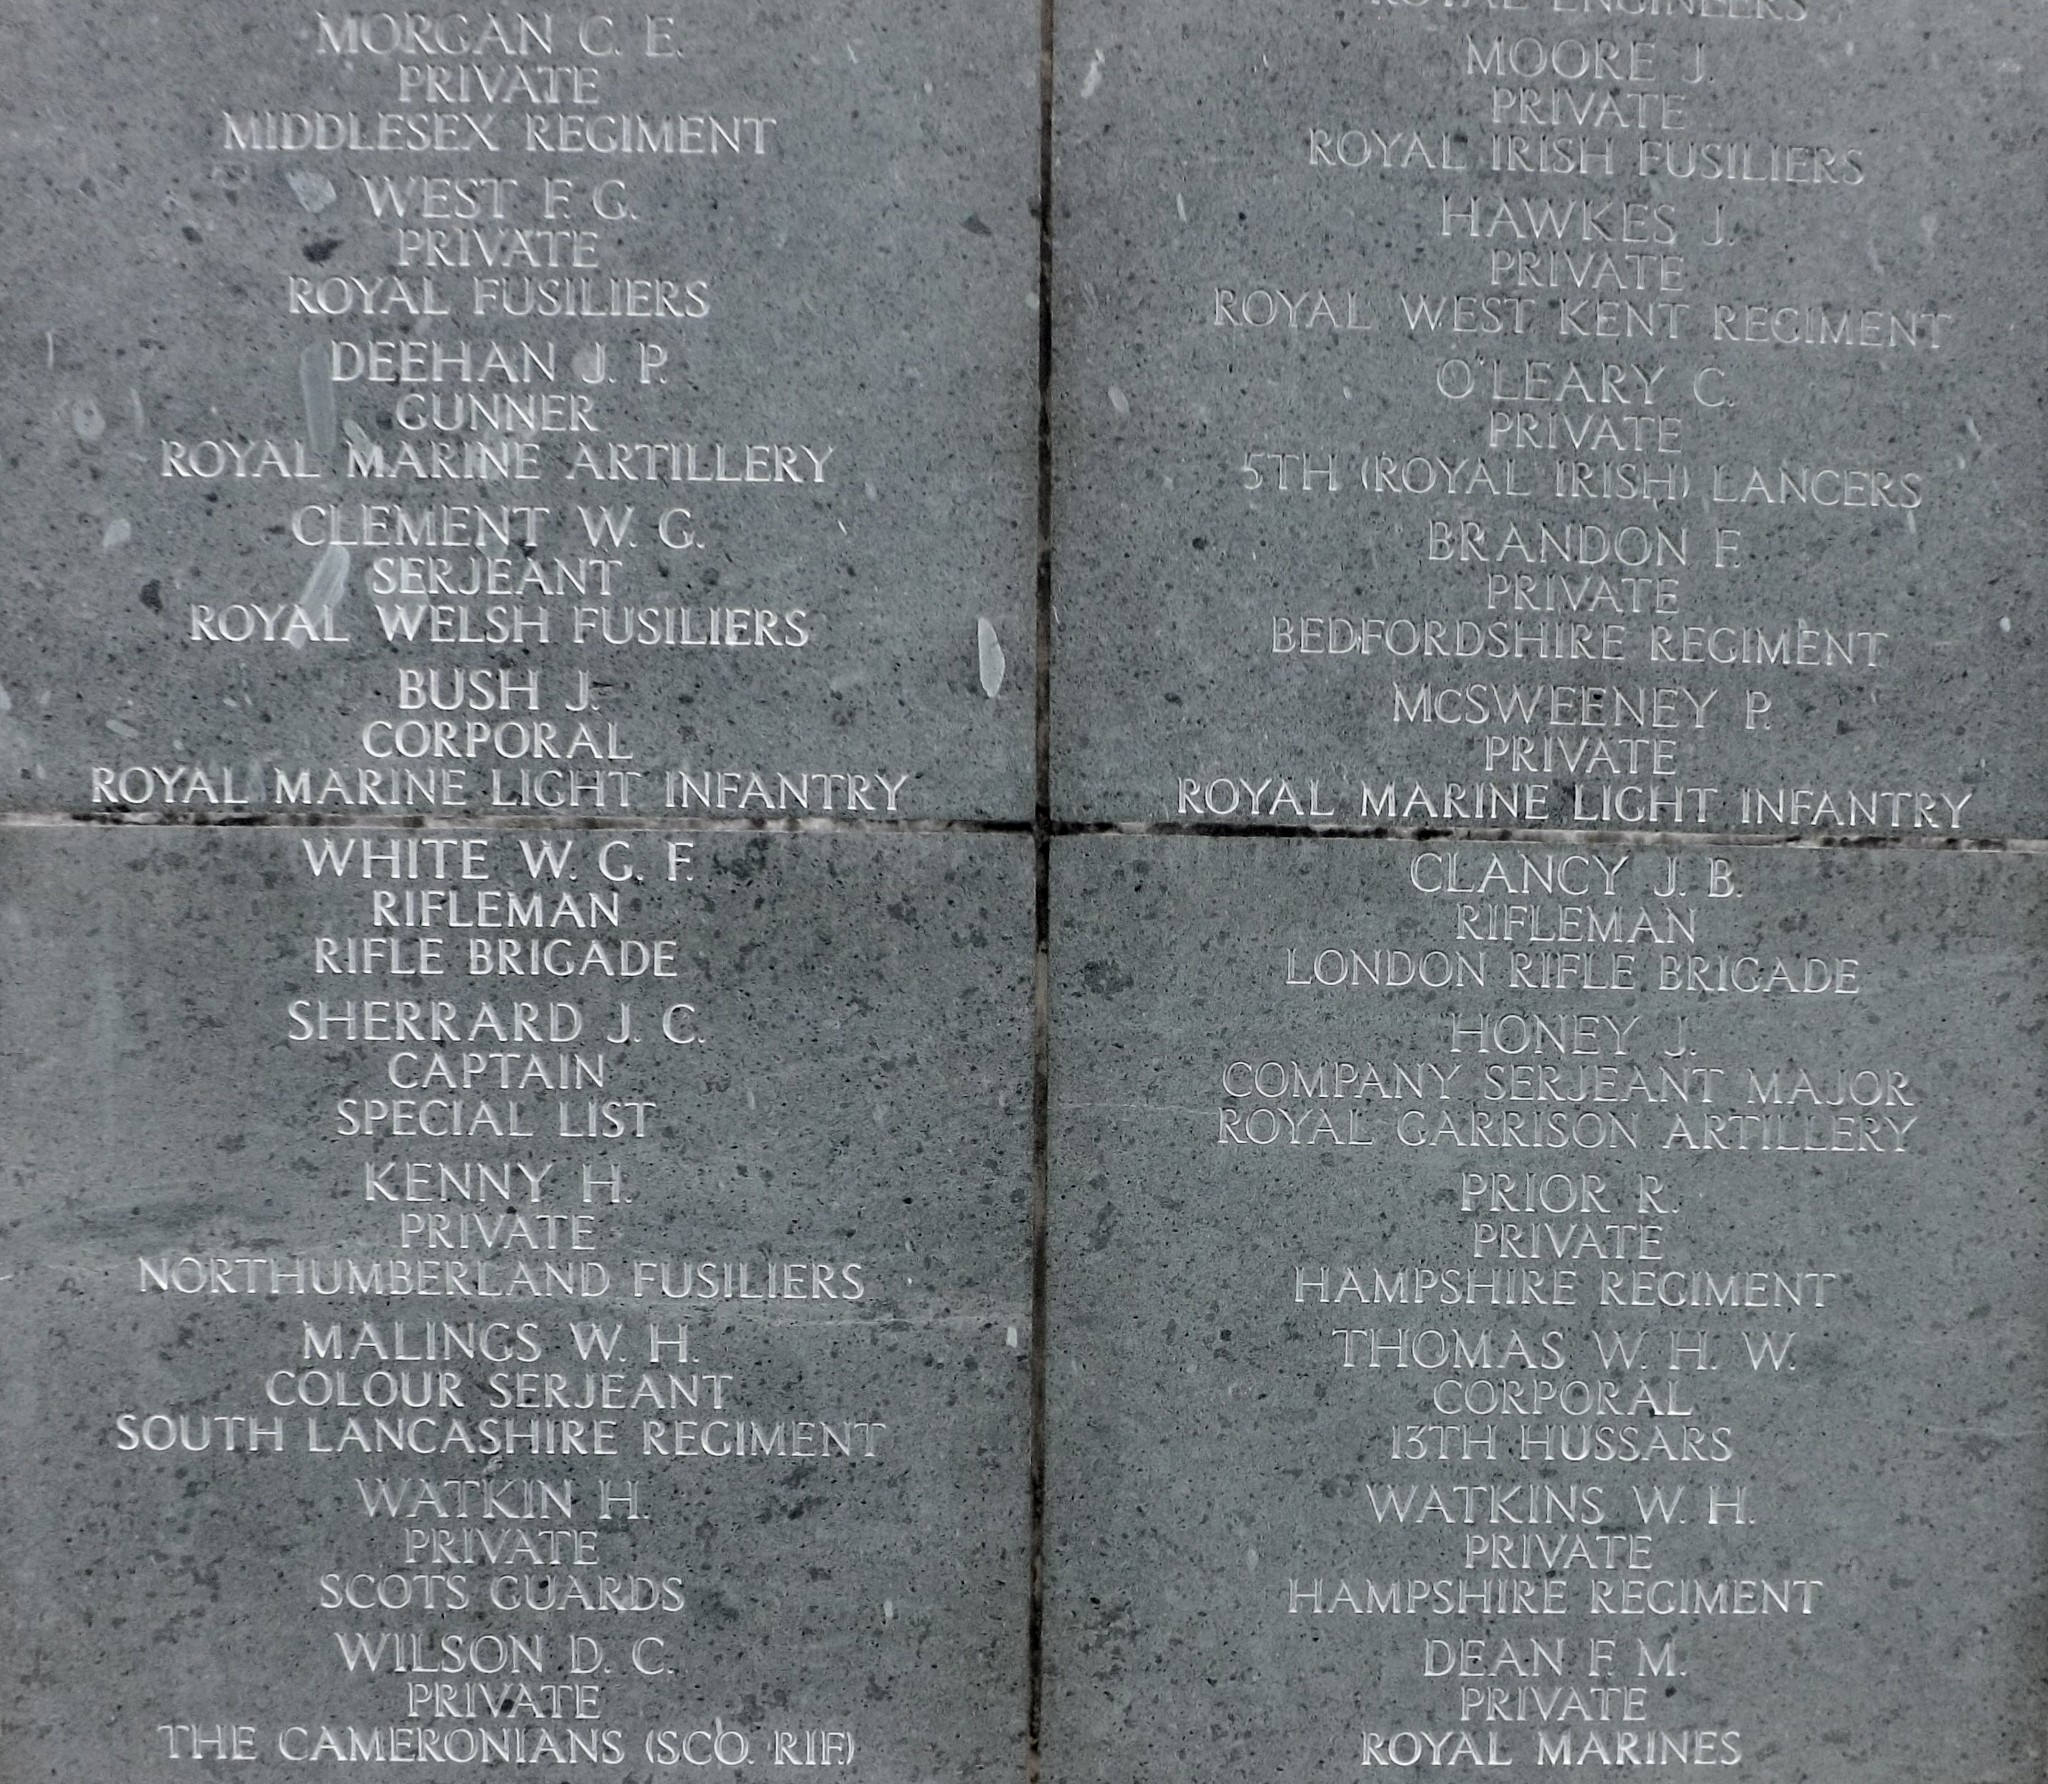 MORGAN C. E.
PRIVATE
MIDDLESEX REGIMENT
WEST F. G.
PRIVATE
ROYAL FUSILIERS
DEEHAN J. P.
GUNNER
ROYAL MARINE ARTILLERY
CLEMENT W. G.
SERJEANT
ROYAL WELSH FUSILIERS
BUSH J.
CORPORAL
ROYAL MARINE LIGHT INFANTRY
WHITE W. G. F.
RIFLEMAN
RIFLE BRIGADE
SHERRARD J. C.
CAPTAIN
SPECIAL LIST
KENNY H.
PRIVATE
NORTHUMBERLAND FUSILIERS
MALINGS W. H.
COLOUR SERJEANT
SOUTH LANCASHIRE REGIMENT
WATKIN H.
PRIVATE
SCOTS GUARDS
WILSON D. C.
PRIVATE
THE CAMERONIANS (SCO. RIF.)
ROYAL ENGINEERS
MOORE J.
PRIVATE
ROYAL IRISH FUSILIERS
HAWKES J.
PRIVATE
ROYAL WEST KENT REGIMENT
O'LEARY C.
PRIVATE
5TH (ROYAL IRISH) LANCERS
BRANDON F.
PRIVATE
BEDFORDSHIRE REGIMENT
McSWEENEY P.
PRIVATE
ROYAL MARINE LIGHT INFANTRY
CLANCY J. B.
RIFLEMAN
LONDON RIFLE BRIGADE
HONEY J.
COMPANY SERJEANT MAJOR
ROYAL GARRISON ARTILLERY
PRIOR R.
PRIVATE
HAMPSHIRE REGIMENT
THOMAS W. H. W.
CORPORAL
13TH HUSSARS
WATKINS W. H.
PRIVATE
HAMPSHIRE REGIMENT
DEAN F. M.
PRIVATE
ROYAL MARINES